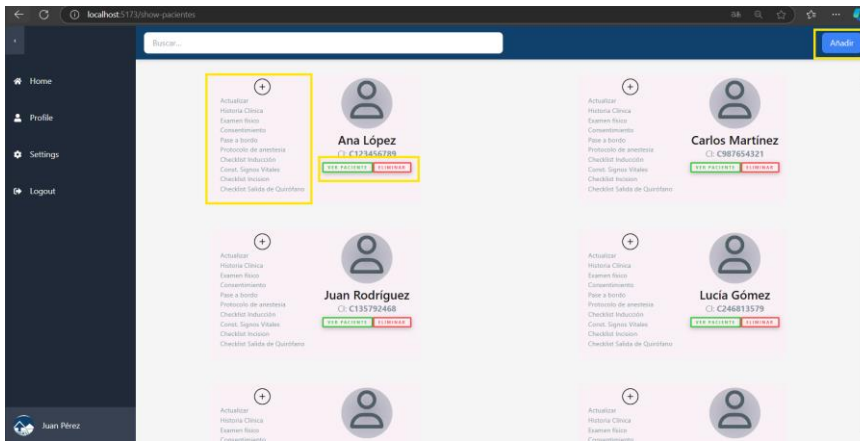 localhost:5173/show-pacientes
Buscar...
Añadir
Home
Profile
Settings
Logout
Juan Pérez
Actualizar
Historia Clínica
Examen físico
Consentimiento
Pase a bordo
Protocolo de anestesia
Checklist Inducción
Const. Signos Vitales
Checklist Incision
Checklist Salida de Quirófano
Ana López
CI: C123456789
VER PACIENTE ELIMINAR
Actualizar
Historia Clínica
Examen físico
Consentimiento
Pase a bordo
Protocolo de anestesia
Checklist Inducción
Const. Signos Vitales
Checklist Incision
Checklist Salida de Quirófano
Carlos Martínez
CI: C987654321
VER PACIENTE ELIMINAR
Actualizar
Historia Clínica
Examen físico
Consentimiento
Pase a bordo
Protocolo de anestesia
Checklist Inducción
Const. Signos Vitales
Checklist Incision
Checklist Salida de Quirófano
Juan Rodríguez
CI: C135792468
VER PACIENTE ELIMINAR
Actualizar
Historia Clínica
Examen físico
Consentimiento
Pase a bordo
Protocolo de anestesia
Checklist Inducción
Const. Signos Vitales
Checklist Incision
Checklist Salida de Quirófano
Lucía Gómez
CI: C246813579
VER PACIENTE ELIMINAR
Actualizar
Historia Clínica
Examen físico
Consentimiento
Actualizar
Historia Clínica
Examen físico
Consentimiento